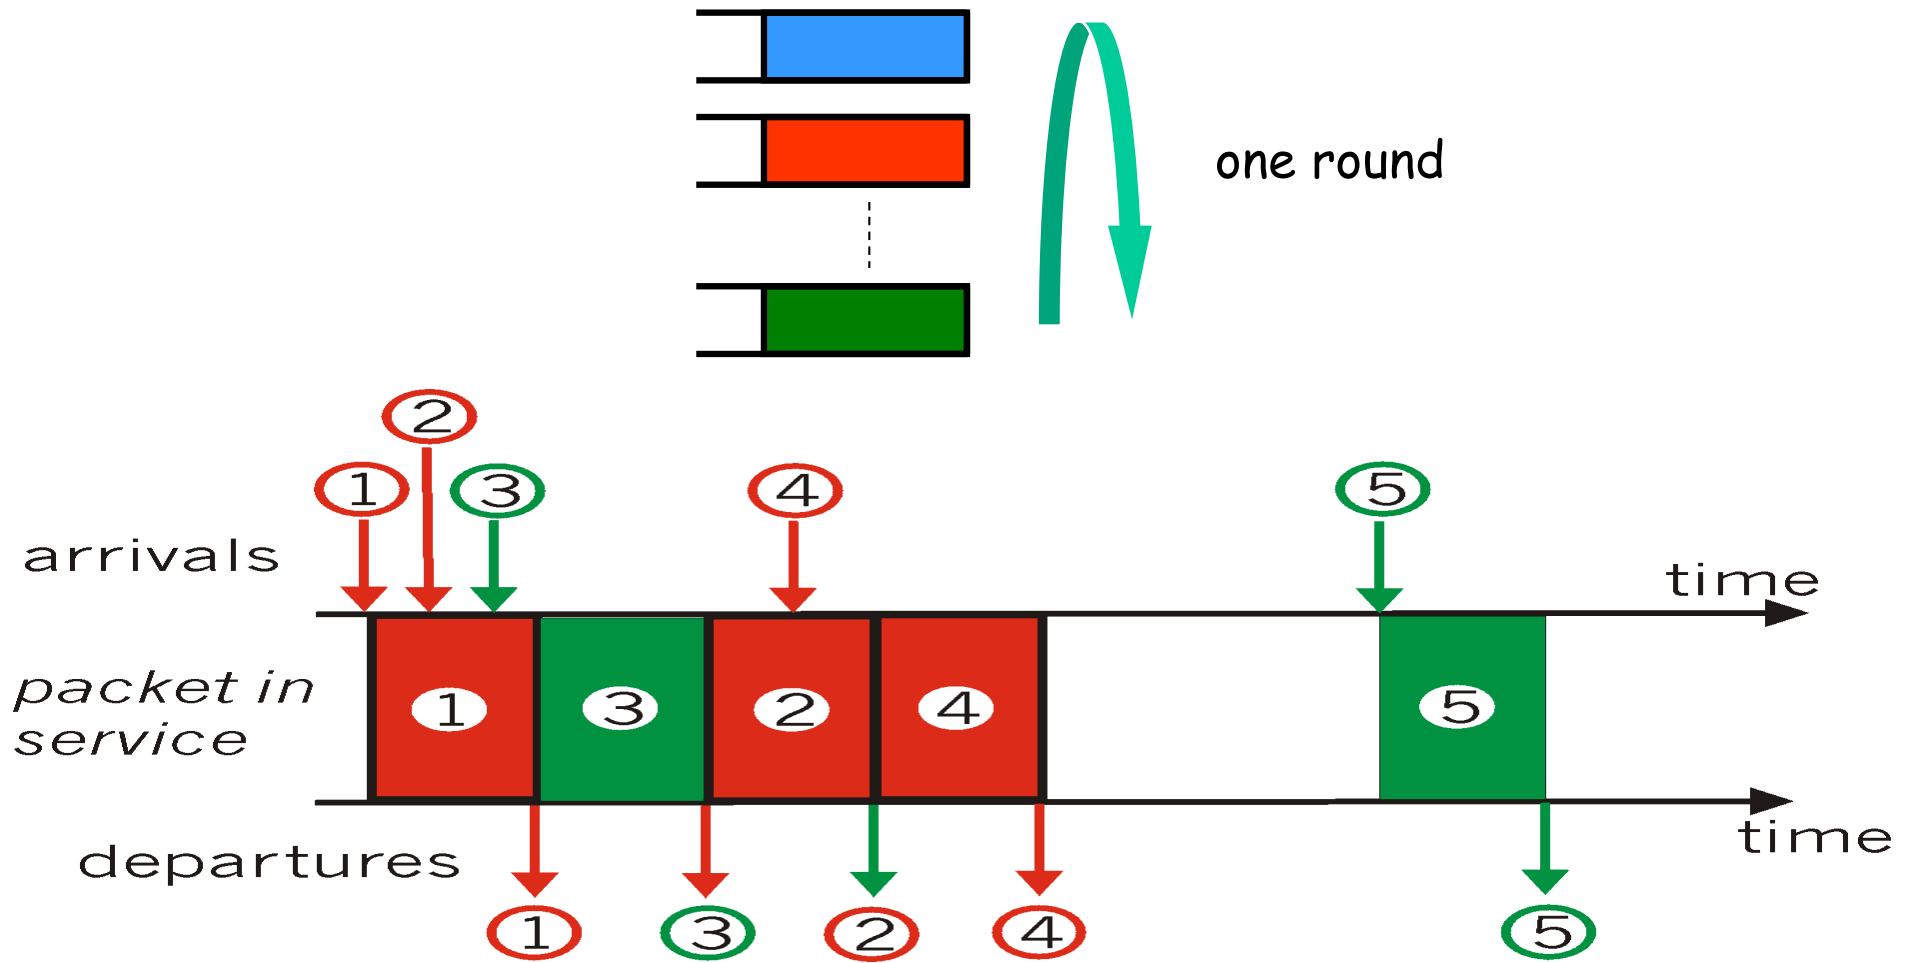 one round
2
1 3 4 5
arrivals
time
packet in
service
1 3 2 4 5
time
departures
1 3 2 4 5